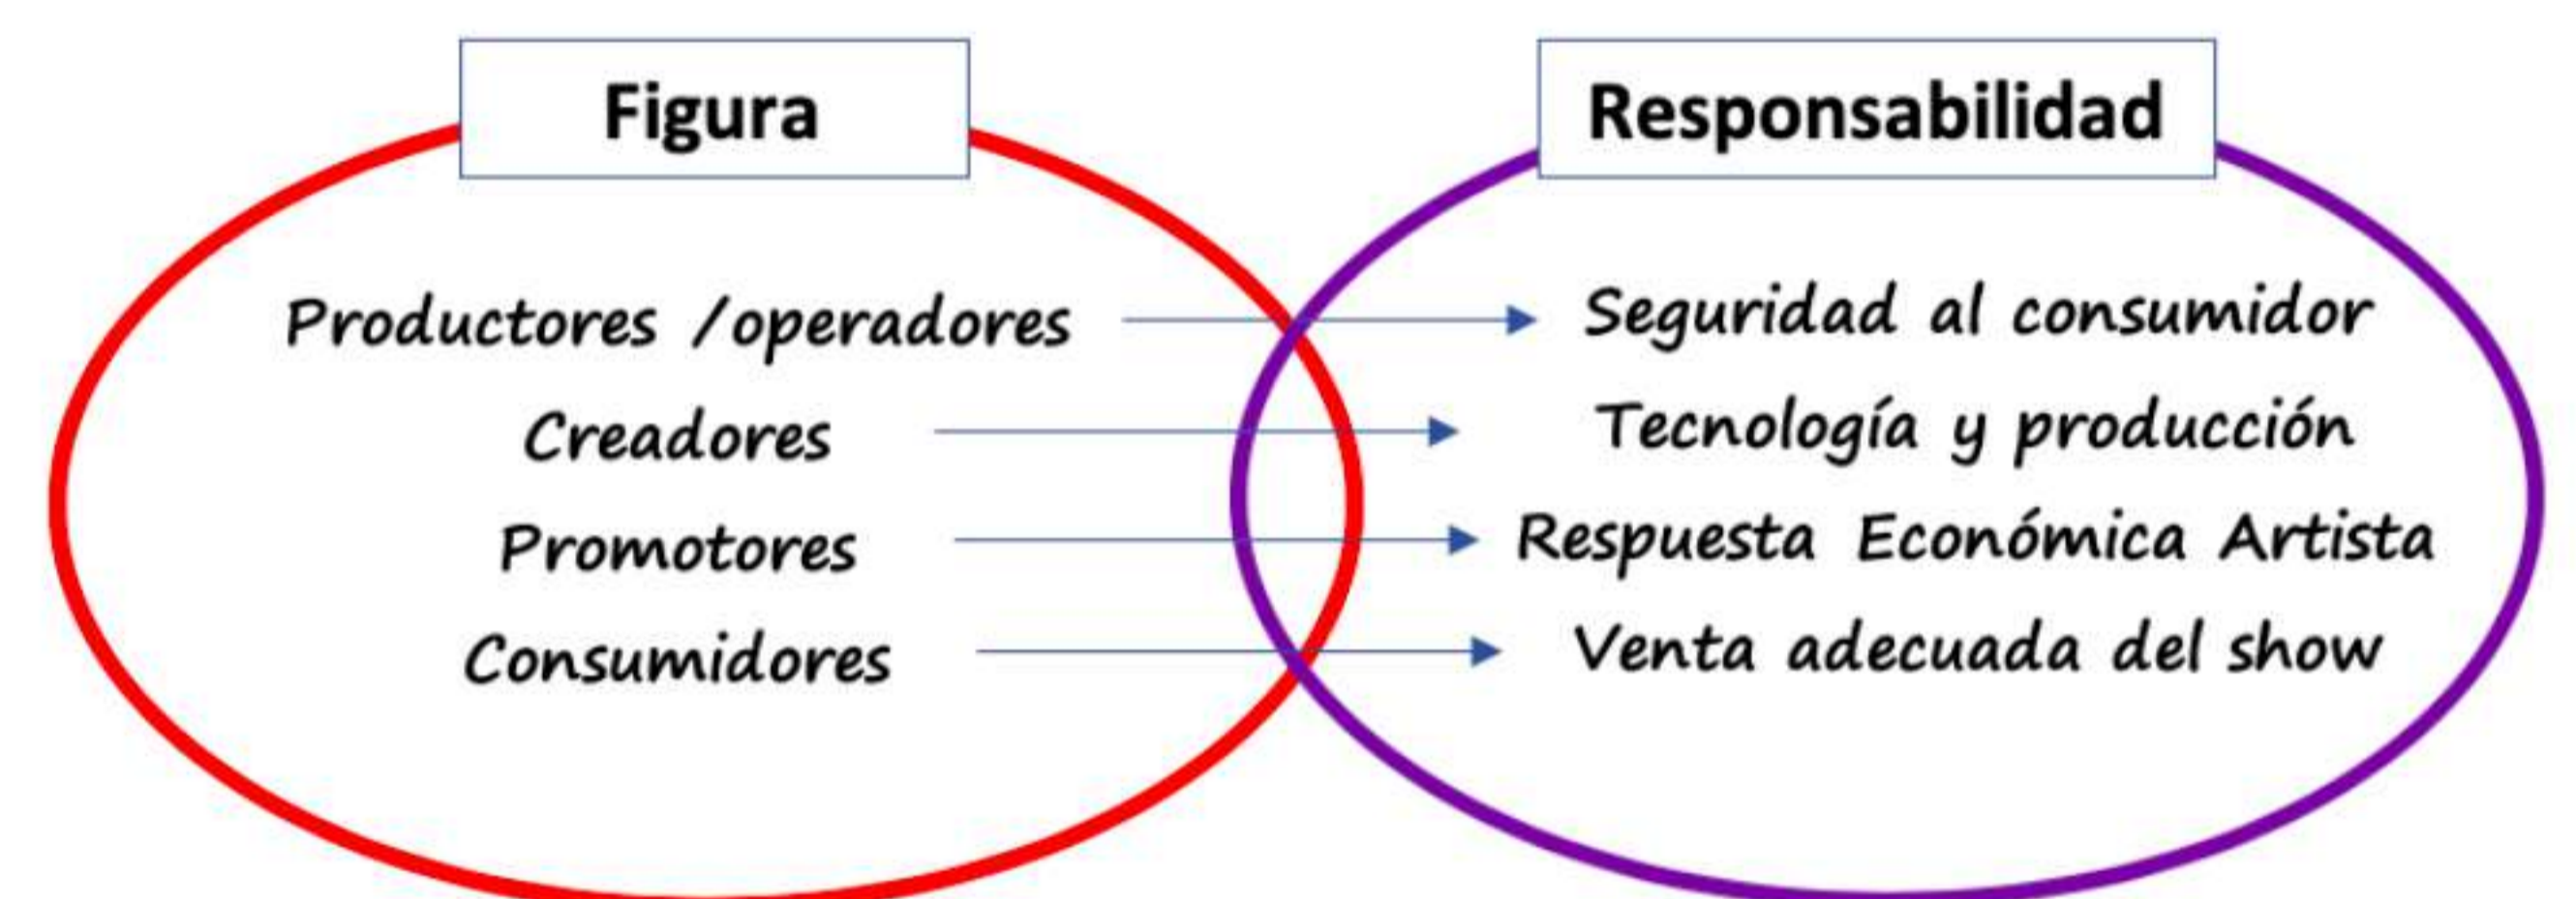 Figura
Responsabilidad
Productores /operadores
Seguridad al consumidor
Creadores
Tecnología y producción
Promotores
Respuesta Económica Artista
Consumidores
Venta adecuada del show